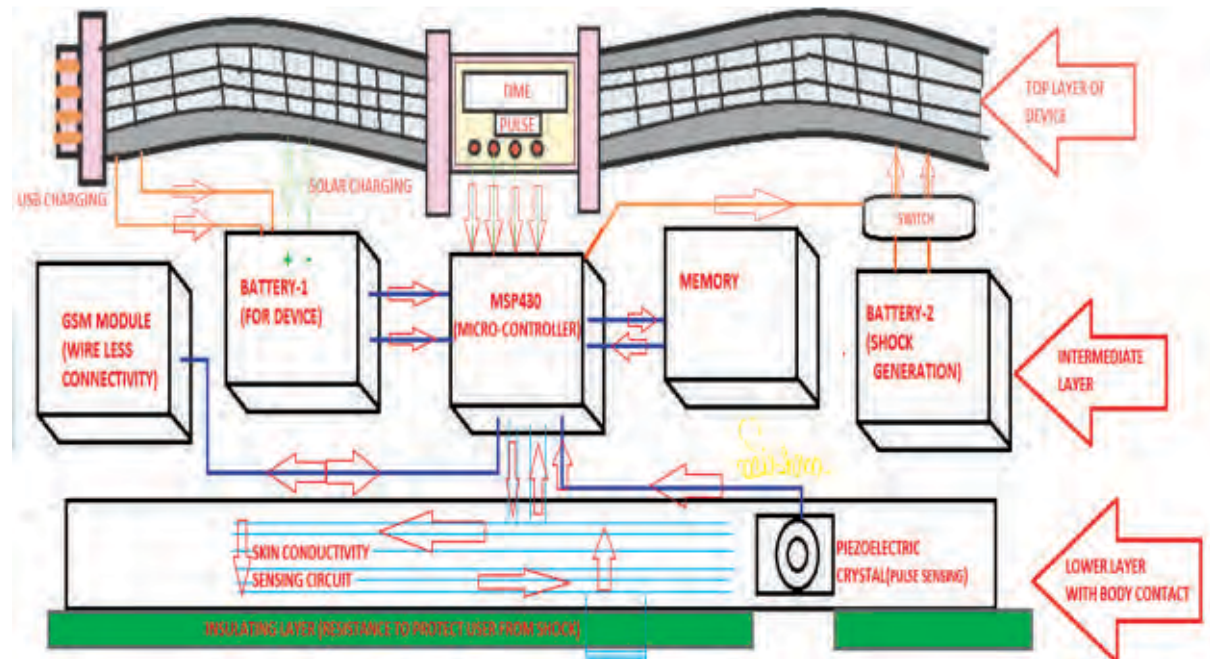 TIME
PULSE
TOP LAYER OF
DEVICE
USB CHARGING
SOLAR CHARGING
SWITCH
+ -
GSM MODULE
(WIRE LESS
CONNECTIVITY)
BATTERY-1
(FOR DEVICE)
MSP430
(MICRO-CONTROLLER)
MEMORY
BATTERY-2
(SHOCK
GENERATION)
INTERMEDIATE
LAYER
SKIN CONDUCTIVITY
SENSING CIRCUIT
PIEZOELECTRIC
CRYSTAL(PULSE SENSING)
LOWER LAYER
WITH BODY CONTACT
INSULATING LAYER (RESISTANCE TO PROTECT USER FROM SHOCK)